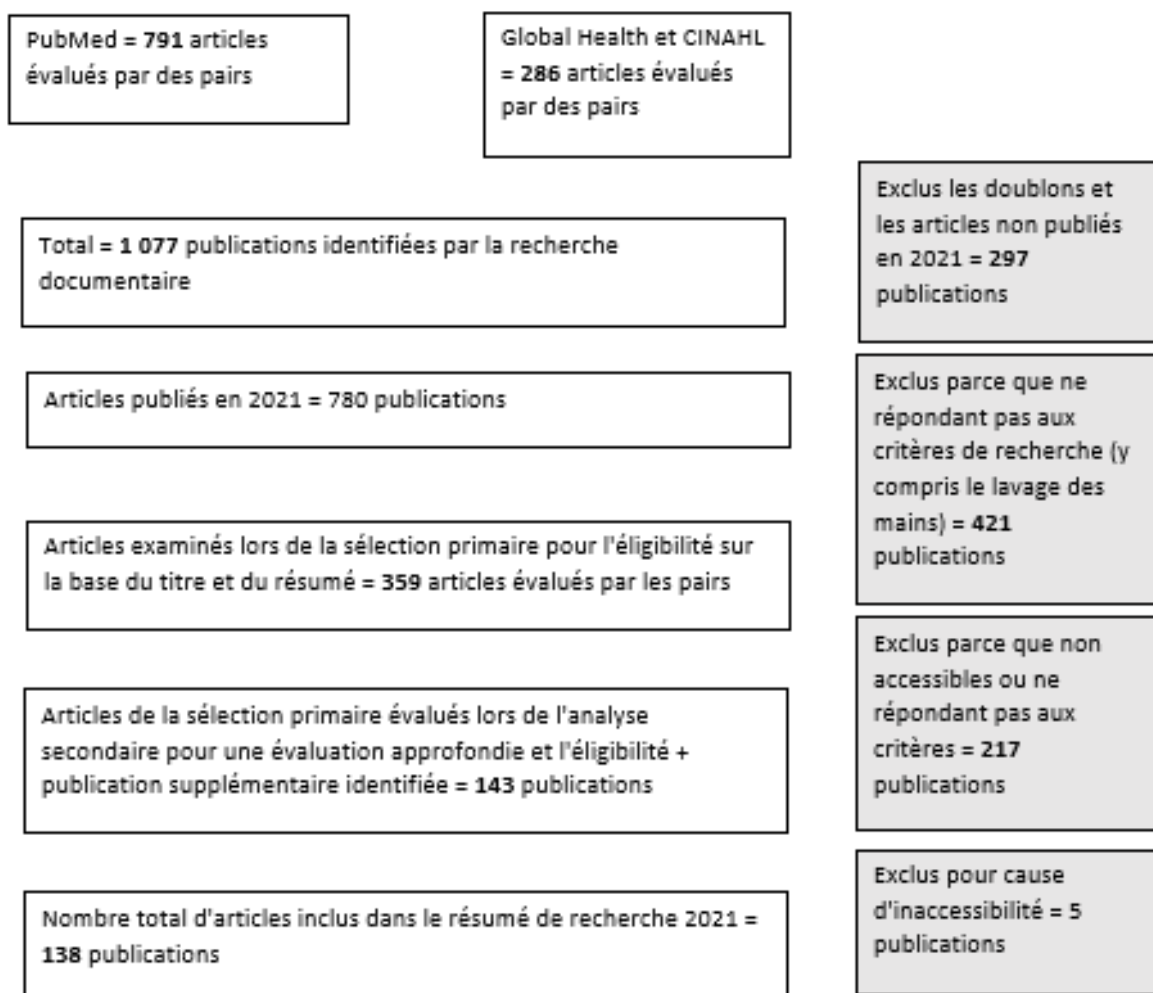 PubMed = 791 articles
évalués par des pairs
Global Health et CINAHL
= 286 articles évalués
par des pairs
Total = 1 077 publications identifiées par la recherche
documentaire
Exclus les doublons et
les articles non publiés
en 2021 = 297
publications
Articles publiés en 2021 = 780 publications
Exclus parce que ne
répondant pas aux
critères de recherche (y
compris le lavage des
mains) = 421
publications
Articles examinés lors de la sélection primaire pour l'éligibilité sur
la base du titre et du résumé = 359 articles évalués par les pairs
Exclus parce que non
accessibles ou ne
répondant pas aux
critères = 217
publications
Articles de la sélection primaire évalués lors de l'analyse
secondaire pour une évaluation approfondie et l'éligibilité +
publication supplémentaire identifiée = 143 publications
Exclus pour cause
d'inaccessibilité = 5
publications
Nombre total d'articles inclus dans le résumé de recherche 2021 =
138 publications